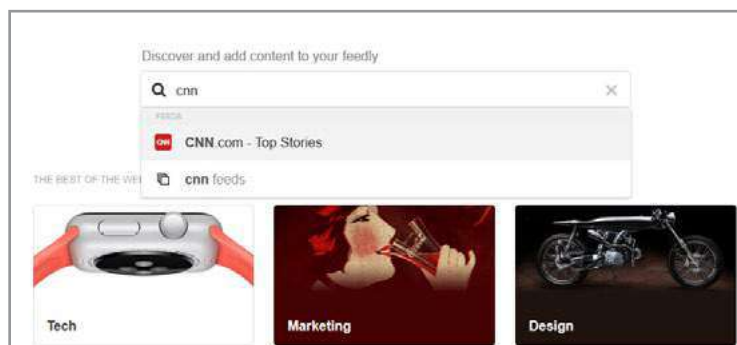 Discover and add content to your feedly
cnn
FEEDS
CNN CNN.com - Top Stories
cnn feeds
THE BEST OF THE WE
Tech
Marketing
Design